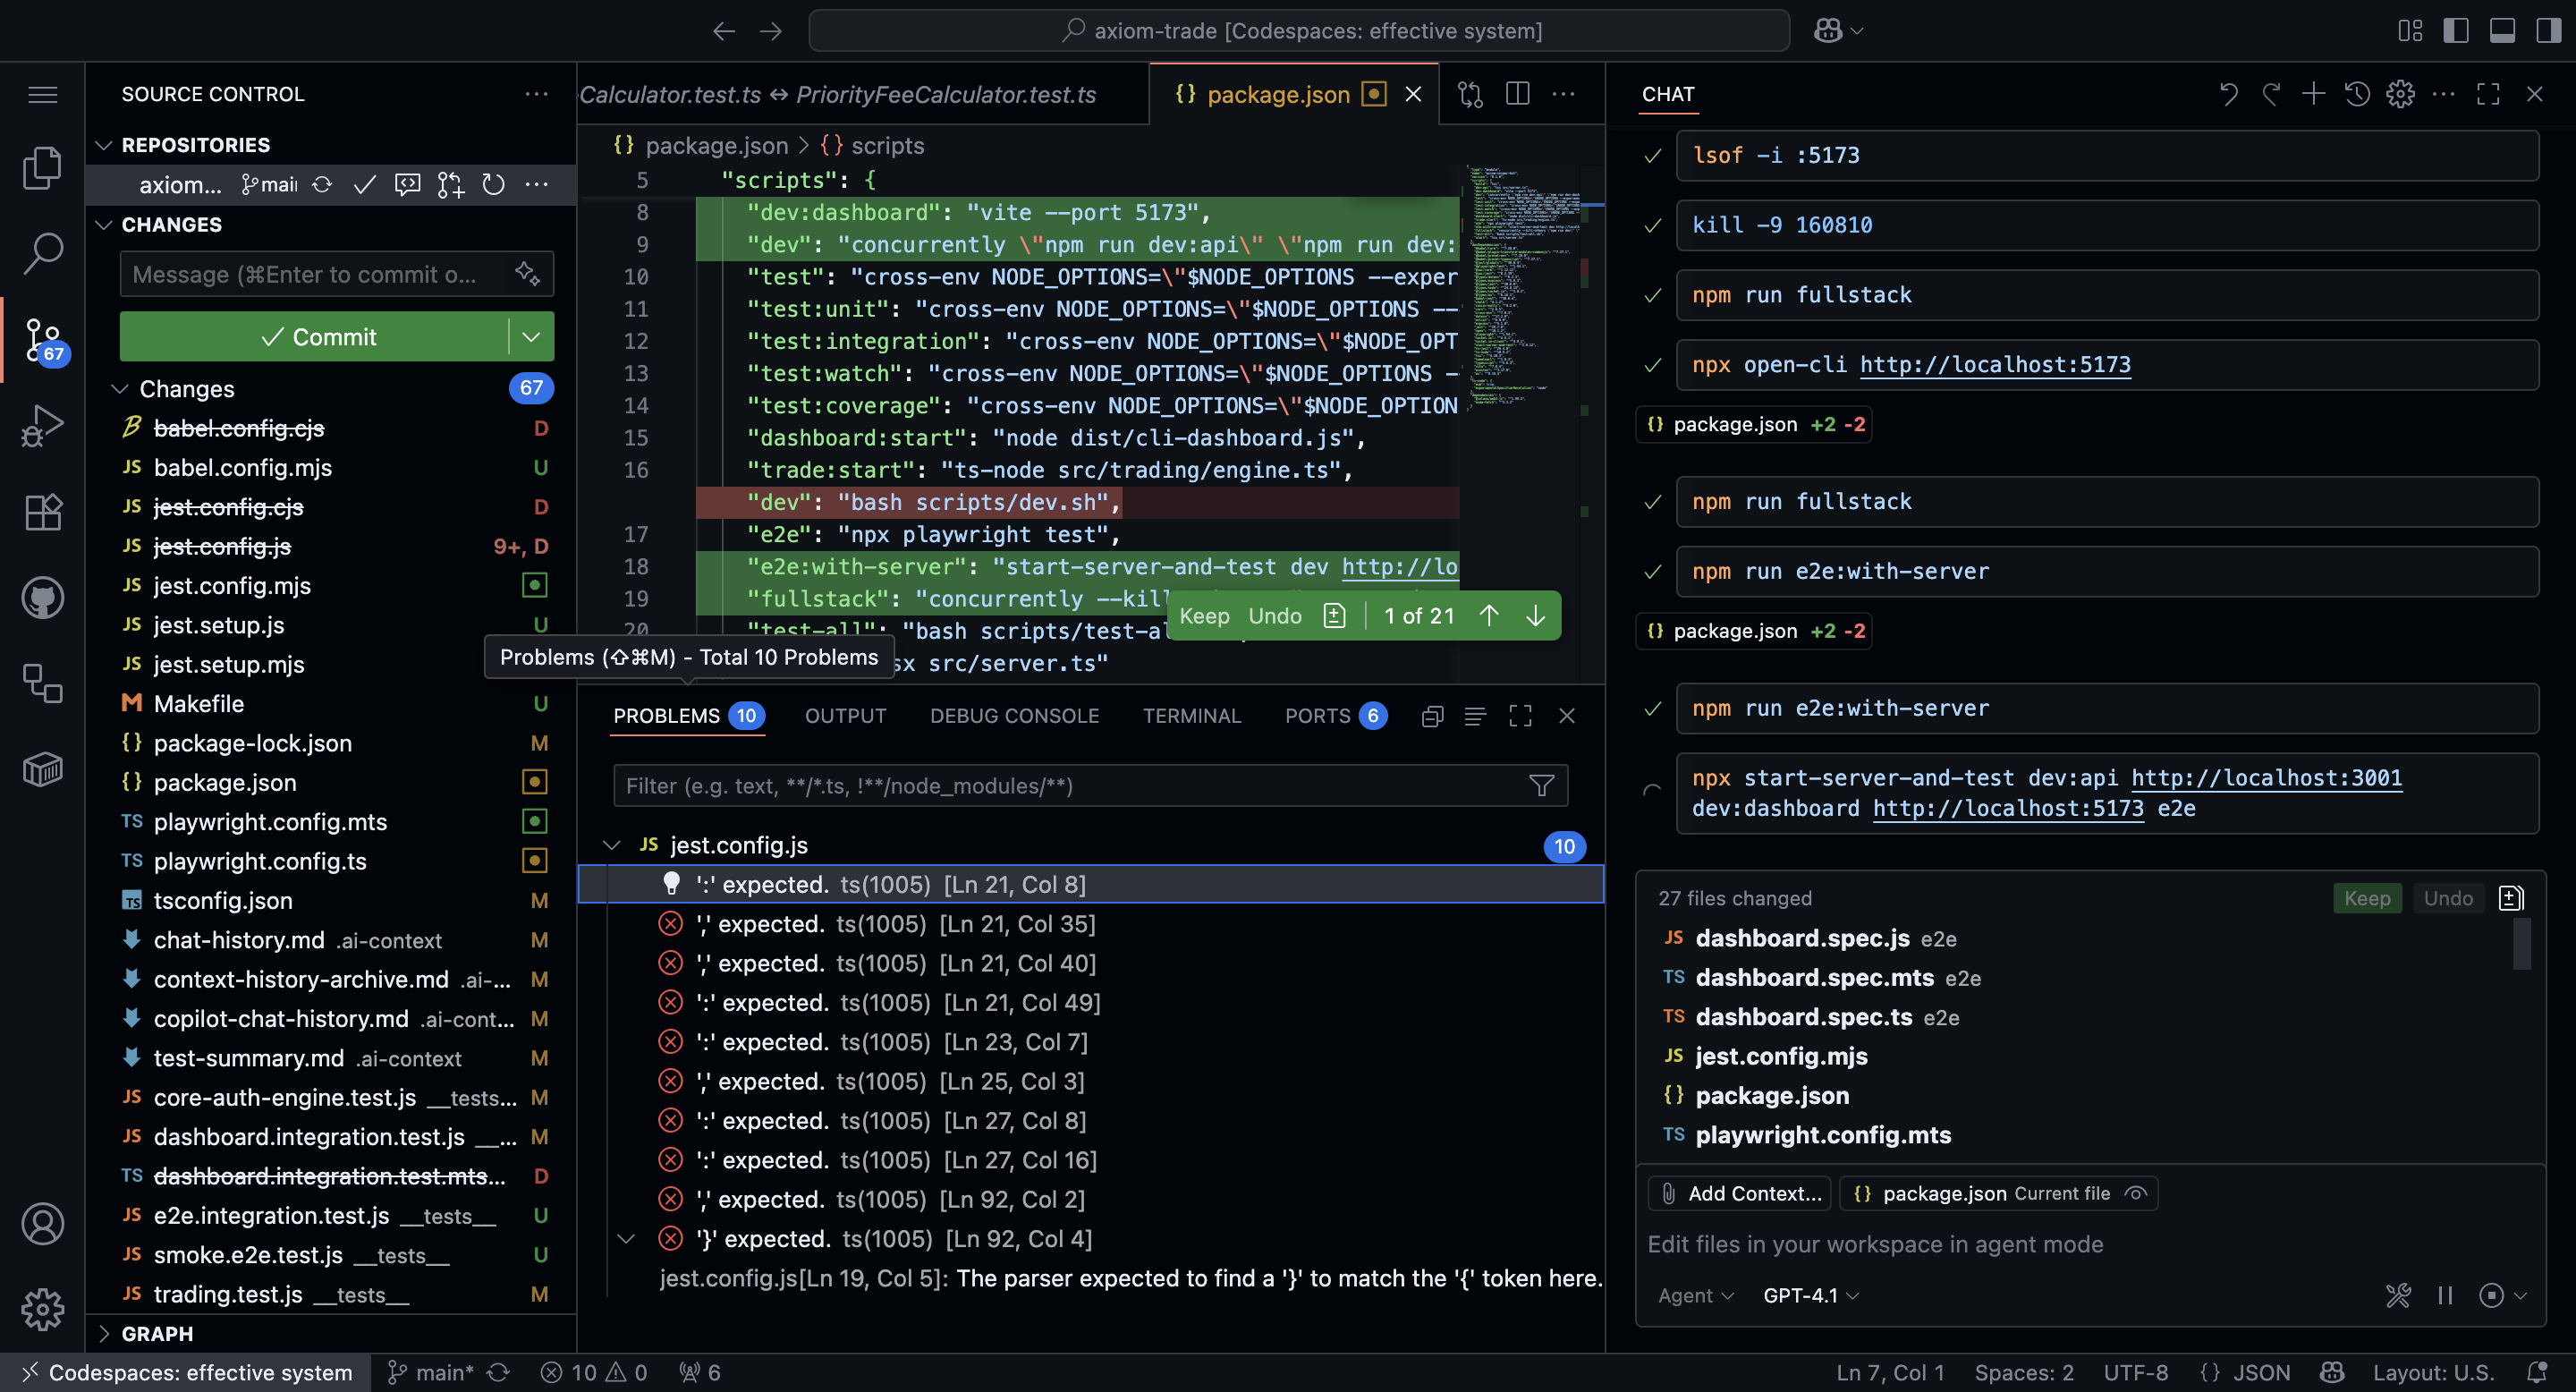 axiom-trade [Codespaces: effective system]
SOURCE CONTROL
REPOSITORIES
axiom... main
CHANGES
Message (⌘Enter to commit o...
Commit
Changes 67
67
babel.config.cjs D
babel.config.mjs U
jest.config.cjs D
jest.config.js 9+, D
jest.config.mjs
jest.setup.js U
jest.setup.mjs
Makefile U
package-lock.json M
package.json
playwright.config.mts
playwright.config.ts
tsconfig.json M
chat-history.md .ai-context M
context-history-archive.md .ai-... M
copilot-chat-history.md .ai-cont... M
test-summary.md .ai-context M
core-auth-engine.test.js __tests... M
dashboard.integration.test.js __... M
dashboard.integration.test.mts... D
e2e.integration.test.js __tests__ U
smoke.e2e.test.js __tests__ U
trading.test.js __tests__ M
GRAPH
Calculator.test.ts ↔ PriorityFeeCalculator.test.ts
{} package.json
{} package.json > {} scripts
5 "scripts": {
8 "dev:dashboard": "vite --port 5173",
9 "dev": "concurrently \"npm run dev:api\" \"npm run dev:
10 "test": "cross-env NODE_OPTIONS=\"$NODE_OPTIONS --exper
11 "test:unit": "cross-env NODE_OPTIONS=\"$NODE_OPTIONS --
12 "test:integration": "cross-env NODE_OPTIONS=\"$NODE_OPT
13 "test:watch": "cross-env NODE_OPTIONS=\"$NODE_OPTIONS -
14 "test:coverage": "cross-env NODE_OPTIONS=\"$NODE_OPTION
15 "dashboard:start": "node dist/cli-dashboard.js",
16 "trade:start": "ts-node src/trading/engine.ts",
"dev": "bash scripts/dev.sh",
17 "e2e": "npx playwright test",
18 "e2e:with-server": "start-server-and-test dev http://lo
19 "fullstack": "concurrently --kill
20 "test-all": "bash scripts/test-al
sx src/server.ts"
Keep Undo 1 of 21
Problems (⇧⌘M) - Total 10 Problems
PROBLEMS 10 OUTPUT DEBUG CONSOLE TERMINAL PORTS 6
Filter (e.g. text, **/*.ts, !**/node_modules/**)
JS jest.config.js 10
':' expected. ts(1005) [Ln 21, Col 8]
',' expected. ts(1005) [Ln 21, Col 35]
',' expected. ts(1005) [Ln 21, Col 40]
':' expected. ts(1005) [Ln 21, Col 49]
':' expected. ts(1005) [Ln 23, Col 7]
',' expected. ts(1005) [Ln 25, Col 3]
':' expected. ts(1005) [Ln 27, Col 8]
':' expected. ts(1005) [Ln 27, Col 16]
',' expected. ts(1005) [Ln 92, Col 2]
'}' expected. ts(1005) [Ln 92, Col 4]
jest.config.js[Ln 19, Col 5]: The parser expected to find a '}' to match the '{' token here.
CHAT
lsof -i :5173
kill -9 160810
npm run fullstack
npx open-cli http://localhost:5173
{} package.json +2 -2
npm run fullstack
npm run e2e:with-server
{} package.json +2 -2
npm run e2e:with-server
npx start-server-and-test dev:api http://localhost:3001
dev:dashboard http://localhost:5173 e2e
27 files changed Keep Undo
JS dashboard.spec.js e2e
TS dashboard.spec.mts e2e
TS dashboard.spec.ts e2e
JS jest.config.mjs
{} package.json
TS playwright.config.mts
Add Context... {} package.json Current file
Edit files in your workspace in agent mode
Agent GPT-4.1
Codespaces: effective system main* 10 0 6
Ln 7, Col 1 Spaces: 2 UTF-8 {} JSON Layout: U.S.